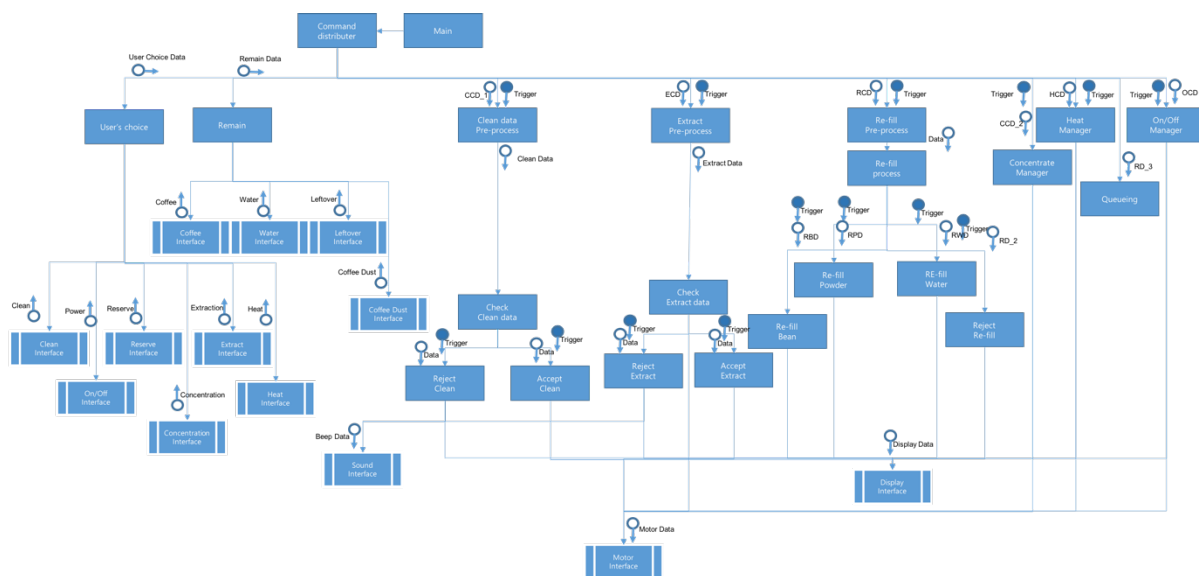 Command
distributer
Main
User Choice Data
Remain Data
CCD_1
Trigger
ECD
Trigger
RCD
Trigger
Trigger
CCD_2
HCD
Trigger
Trigger
OCD
User's choice
Remain
Clean data
Pre-process
Extract
Pre-process
Re-fill
Pre-process
Data
Heat
Manager
On/Off
Manager
Clean Data
Extract Data
Re-fill
process
Concentrate
Manager
RD_3
Queueing
Coffee
Water
Leftover
Coffee
Interface
Water
Interface
Leftover
Interface
Trigger
RBD
Trigger
RPD
Trigger
RWD
Trigger
RD_2
Coffee Dust
Coffee Dust
Interface
Re-fill
Powder
RE-fill
Water
Check
Clean data
Check
Extract data
Re-fill
Bean
Reject
Re-fill
Clean
Power
Reserve
Extraction
Heat
Clean
Interface
Reserve
Interface
Extract
Interface
On/Off
Interface
Heat
Interface
Concentration
Concentration
Interface
Data
Trigger
Data
Trigger
Data
Trigger
Data
Trigger
Reject
Clean
Accept
Clean
Reject
Extract
Accept
Extract
Beep Data
Sound
Interface
Display Data
Display
Interface
Motor Data
Motor
Interface